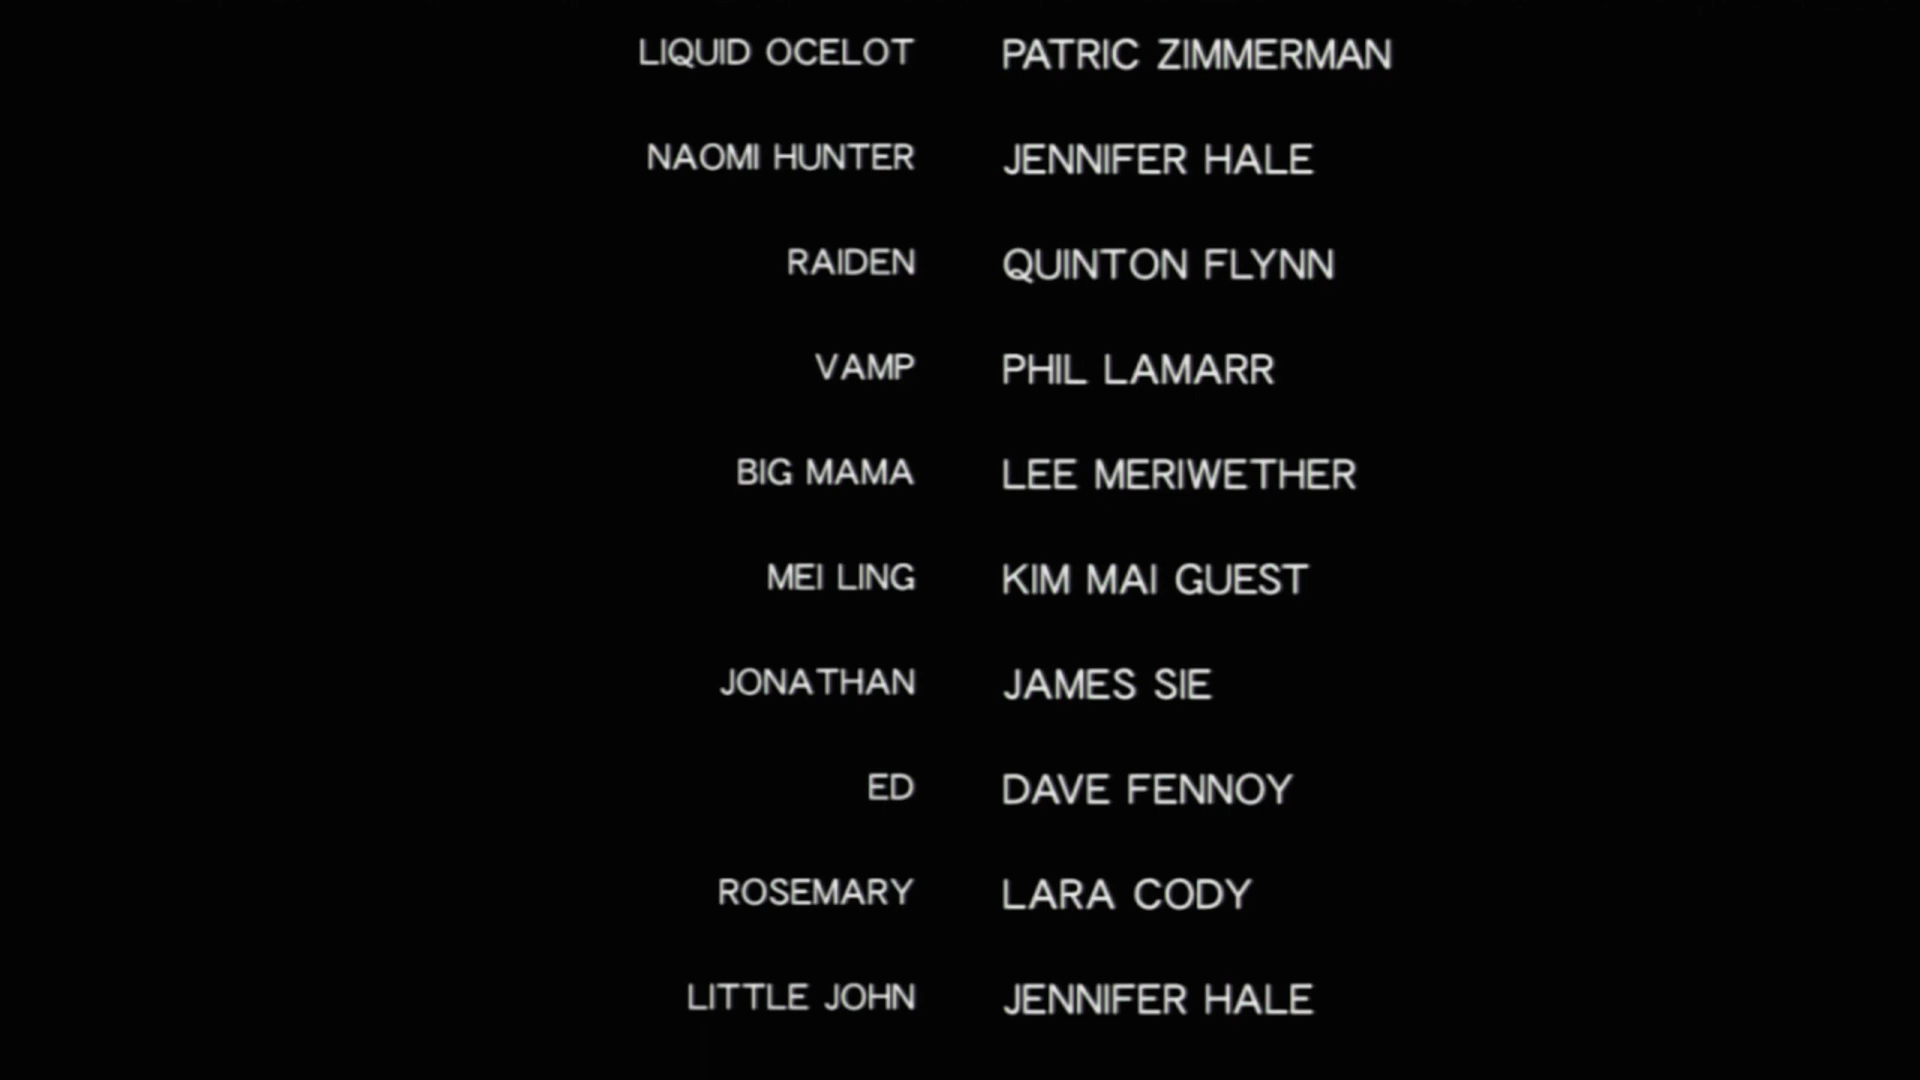 LIQUID OCELOT PATRIC ZIMMERMAN
NAOMI HUNTER JENNIFER HALE
RAIDEN QUINTON FLYNN
VAMP PHIL LAMARR
BIG MAMA LEE MERIWETHER
MEI LING KIM MAI GUEST
JONATHAN JAMES SIE
ED DAVE FENNOY
ROSEMARY LARA CODY
LITTLE JOHN JENNIFER HALE